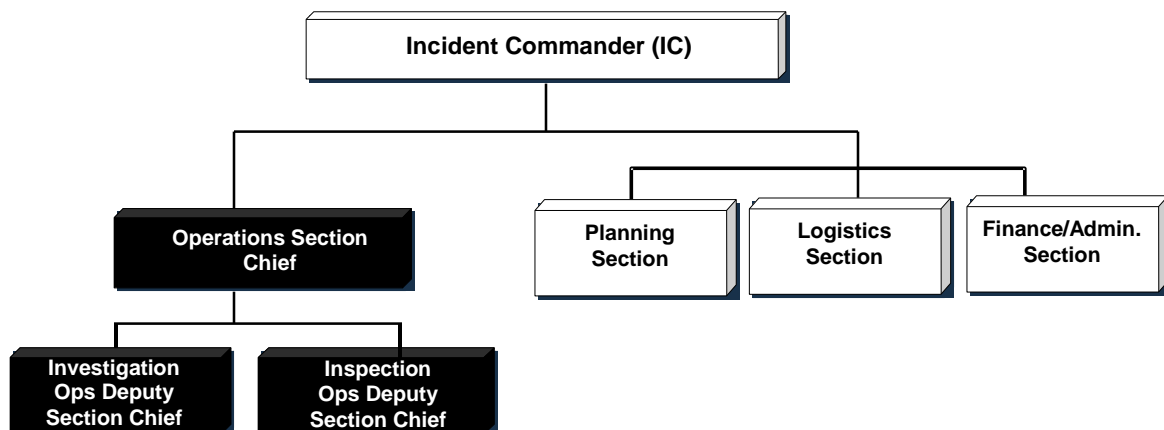 Incident Commander (IC)
Operations Section
Chief
Planning
Section
Logistics
Section
Finance/Admin.
Section
Investigation
Ops Deputy
Section Chief
Inspection
Ops Deputy
Section Chief